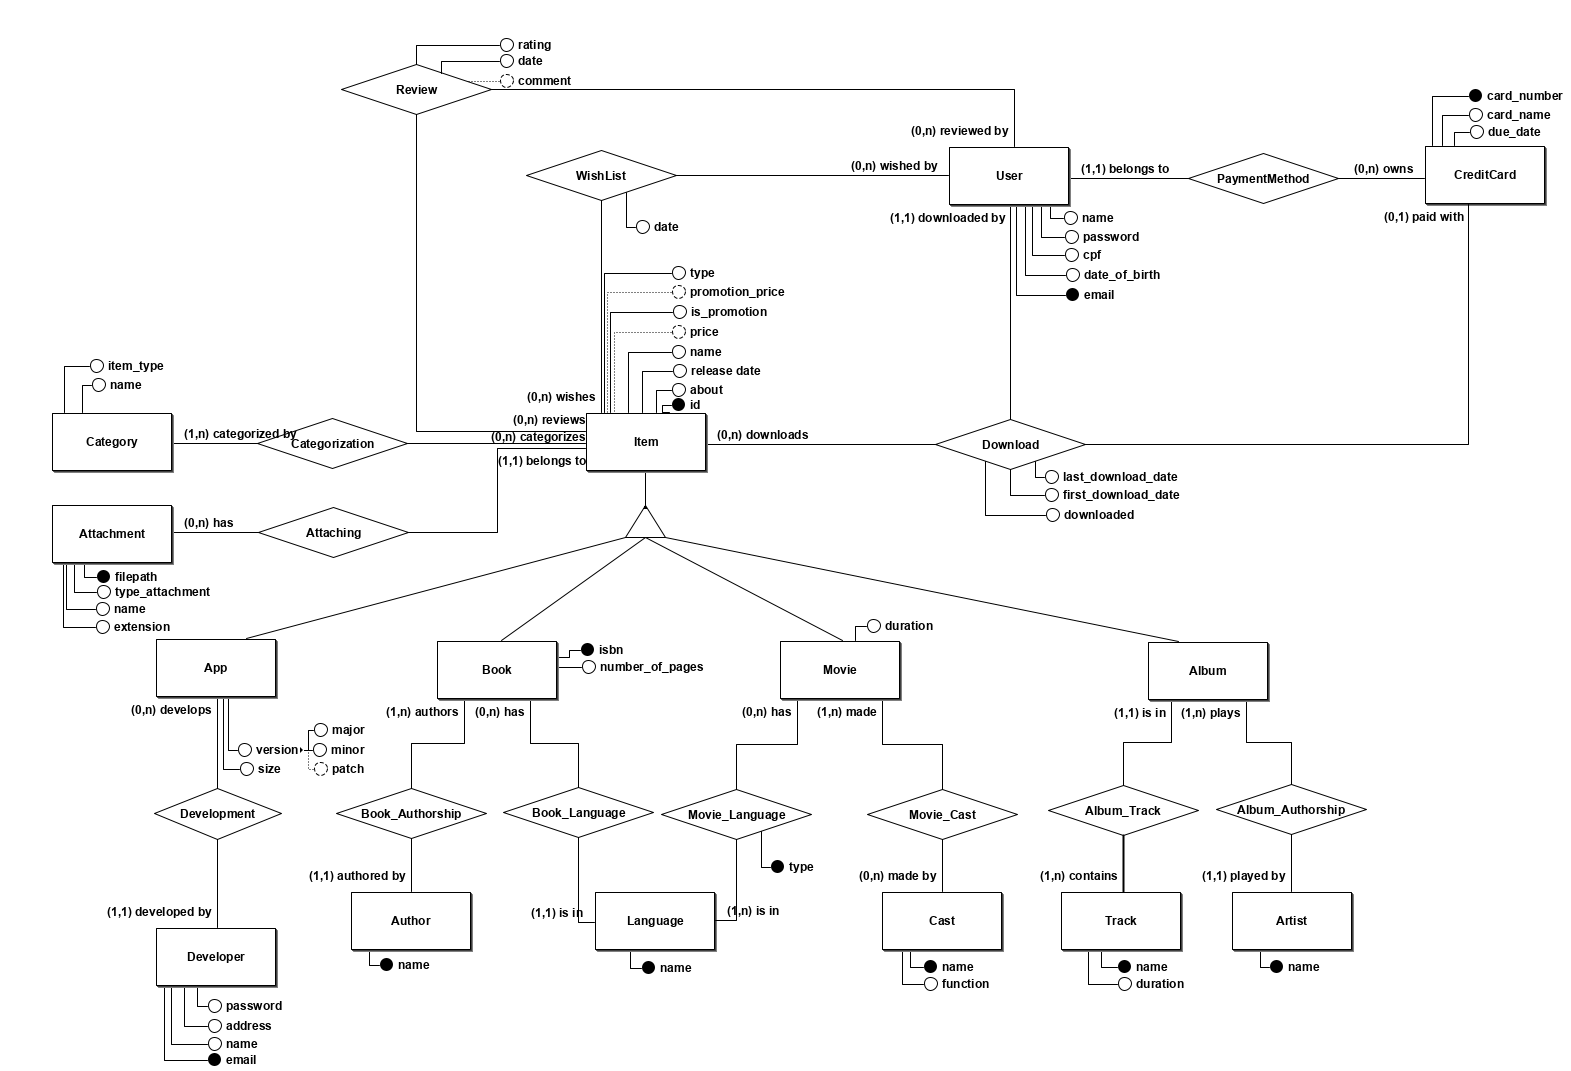 rating
date
comment
Review
(0,n) reviewed by
card_number
card_name
due_date
WishList
(0,n) wished by
User
(1,1) belongs to
PaymentMethod
(0,n) owns
CreditCard
(1,1) downloaded by
(0,1) paid with
date
name
password
cpf
date_of_birth
email
type
promotion_price
is_promotion
price
name
release date
about
id
item_type
name
(0,n) wishes
(0,n) reviews
(0,n) categorizes
(1,1) belongs to
Category
(1,n) categorized by
Categorization
Item
(0,n) downloads
Download
last_download_date
first_download_date
downloaded
Attachment
(0,n) has
Attaching
filepath
type_attachment
name
extension
App
Book
isbn
number_of_pages
duration
Movie
Album
(0,n) develops
(1,n) authors
(0,n) has
(0,n) has
(1,n) made
(1,1) is in
(1,n) plays
version
major
minor
patch
size
Development
Book_Authorship
Book_Language
Movie_Language
Movie_Cast
Album_Track
Album_Authorship
type
(1,1) authored by
(0,n) made by
(1,n) contains
(1,1) played by
(1,1) developed by
(1,1) is in
(1,n) is in
Author
Language
Cast
Track
Artist
name
name
name
function
name
duration
name
Developer
password
address
name
email